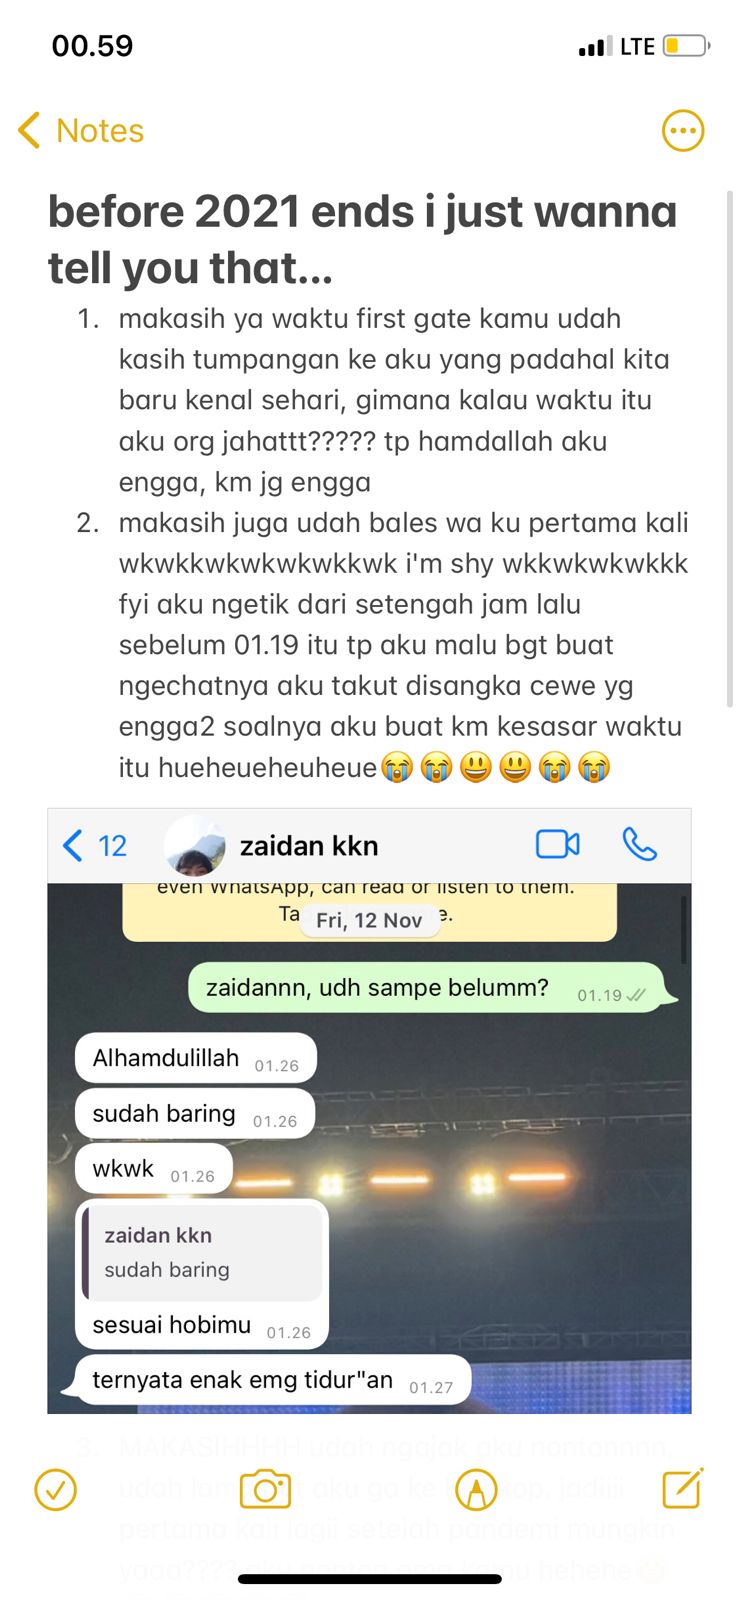 00.59
LTE
Notes
before 2021 ends i just wanna
tell you that...
1. makasih ya waktu first gate kamu udah
kasih tumpangan ke aku yang padahal kita
baru kenal sehari, gimana kalau waktu itu
aku org jahattt????? tp hamdallah aku
engga, km jg engga
2. makasih juga udah bales wa ku pertama kali
wkwkkwkwkwkwkkwk i'm shy wkkwkwkwkkk
fyi aku ngetik dari setengah jam lalu
sebelum 01.19 itu tp aku malu bgt buat
ngechatnya aku takut disangka cewe yg
engga2 soalnya aku buat km kesasar waktu
itu hueheueheuheue😭😭😃😃😭😭
12
zaidan kkn
even WhatsApp, can read or listen to them.
Ta e.
Fri, 12 Nov
zaidannn, udh sampe belumm? 01.19
Alhamdulillah 01.26
sudah baring 01.26
wkwk 01.26
zaidan kkn
sudah baring
sesuai hobimu 01.26
ternyata enak emg tidur"an 01.27
3. MAKASIHHHH udah ngajak aku nontonnnn,
udah aku ga ke jadiiii
pertama kali lagii setelah pandemi mungkin
yaaa???? aku nonton sama kamu hehehe